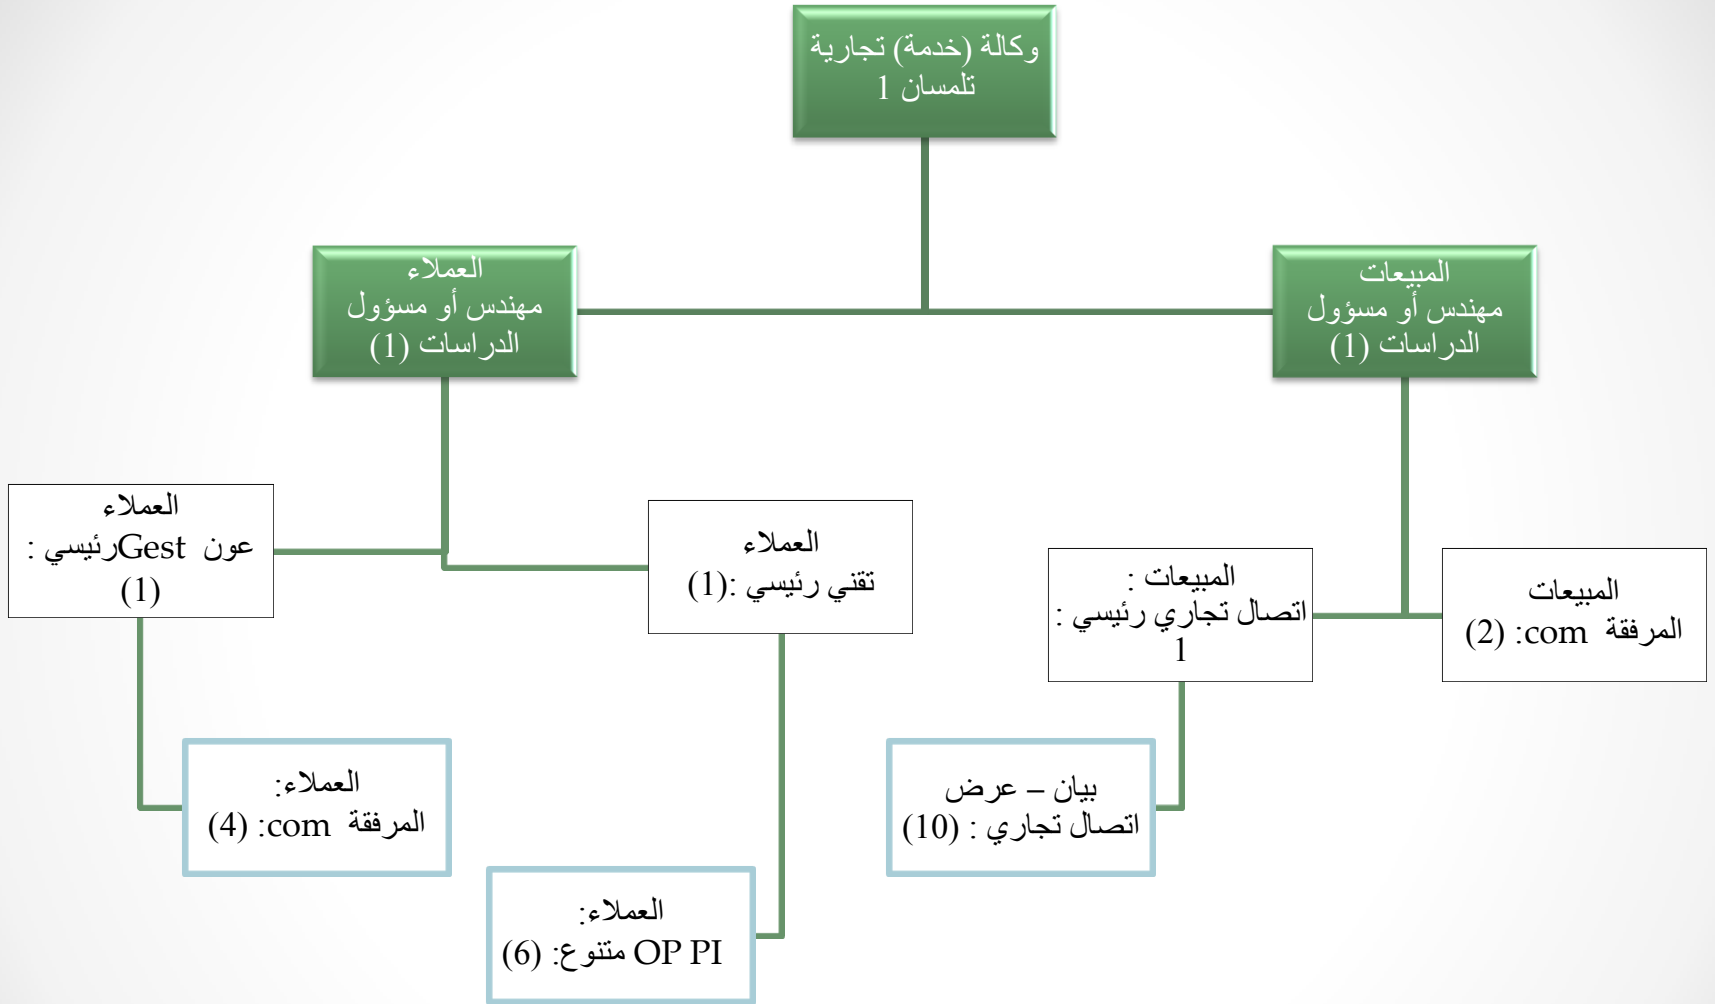 وكالة (خدمة) تجارية
تلمسان 1
المبيعات
مهندس أو مسؤول
الدراسات (1)
العملاء
مهندس أو مسؤول
الدراسات (1)
المبيعات
المرفقة com: (2)
المبيعات :
اتصال تجاري رئيسي :
1
العملاء
تقني رئيسي :(1)
العملاء
عون Gestرئيسي :
(1)
بيان – عرض
اتصال تجاري : (10)
العملاء:
OP PI متنوع: (6)
العملاء:
المرفقة com: (4)